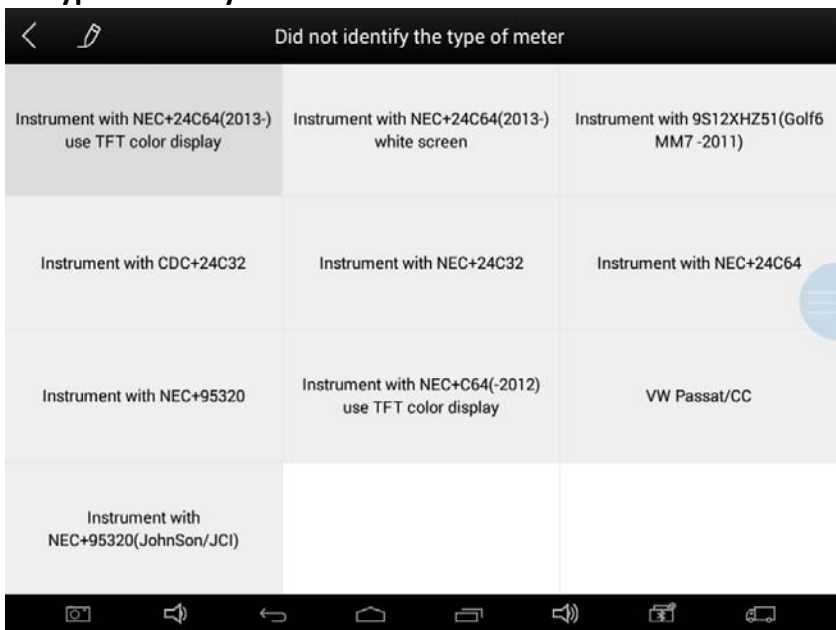 Did not identify the type of meter
Instrument with NEC+24C64(2013-)
use TFT color display
Instrument with NEC+24C64(2013-)
white screen
Instrument with 9S12XHZ51(Golf6
MM7 -2011)
Instrument with CDC+24C32
Instrument with NEC+24C32
Instrument with NEC+24C64
Instrument with NEC+95320
Instrument with NEC+C64(-2012)
use TFT color display
VW Passat/CC
Instrument with
NEC+95320(JohnSon/JCI)